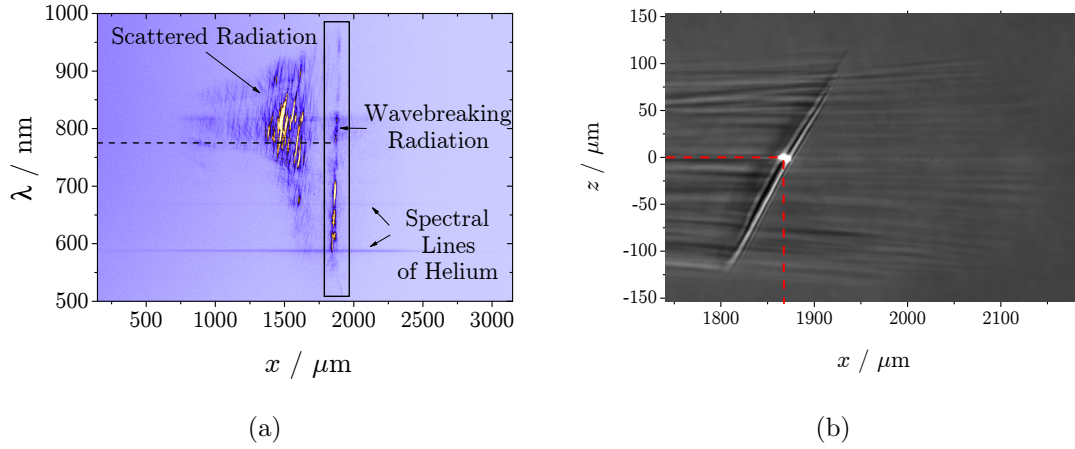 1000
900
800
700
600
500
λ / nm
Scattered Radiation
Wavebreaking
Radiation
Spectral
Lines
of Helium
500
1000
1500
2000
2500
3000
x / μm
(a)
100
50
0
-50
-100
-150
z / μm
1800
1900
2000
2100
x / μm
(b)